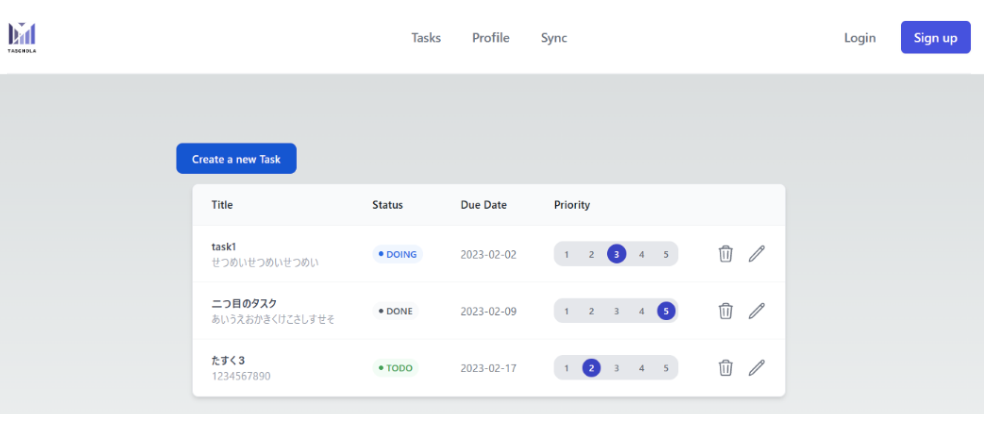 TASCHOLA
Tasks Profile Sync Login Sign up
Create a new Task
Title Status Due Date Priority
task1
せつめいせつめいせつめい
DOING 2023-02-02 1 2 3 4 5
二つ目のタスク
あいうえおかきくけこさしすせそ
DONE 2023-02-09 1 2 3 4 5
たすく3
1234567890
TODO 2023-02-17 1 2 3 4 5